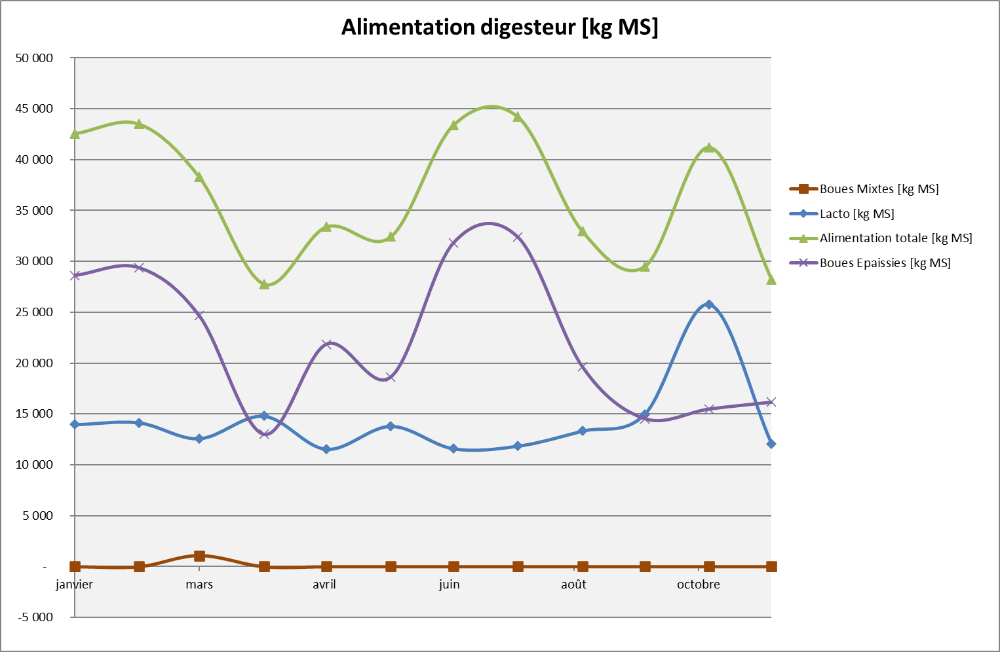 Alimentation digesteur [kg MS]
50 000
45 000
40 000
35 000
30 000
25 000
20 000
15 000
10 000
5 000
-
-5 000
janvier mars avril juin août octobre
Boues Mixtes [kg MS]
Lacto [kg MS]
Alimentation totale [kg MS]
Boues Epaissies [kg MS]